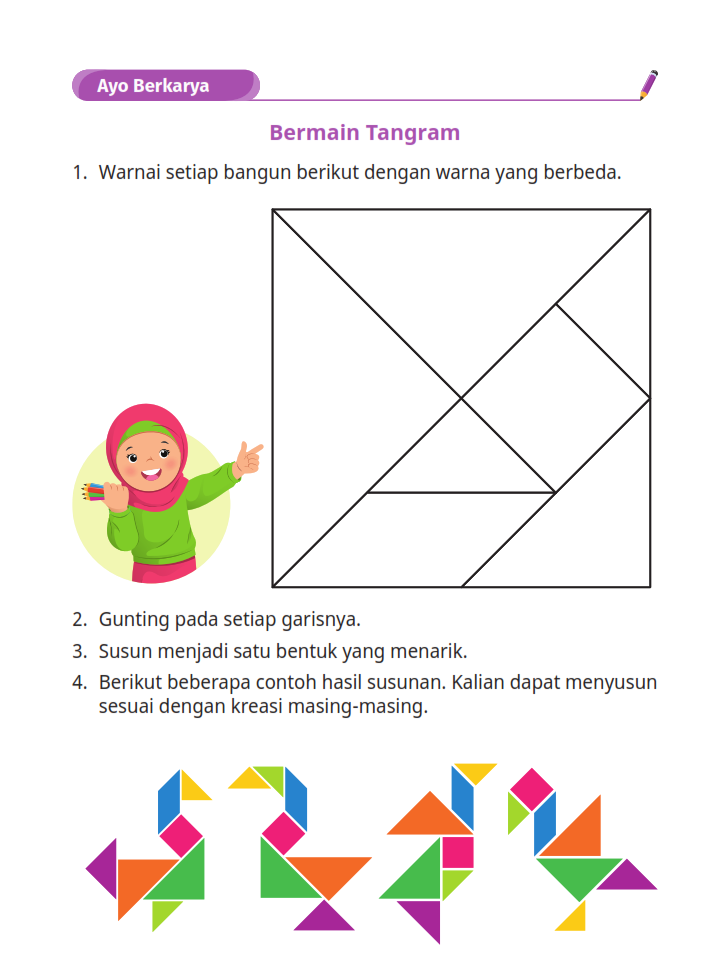 Ayo Berkarya
Bermain Tangram
1. Warnai setiap bangun berikut dengan warna yang berbeda.
2. Gunting pada setiap garisnya.
3. Susun menjadi satu bentuk yang menarik.
4. Berikut beberapa contoh hasil susunan. Kalian dapat menyusun
sesuai dengan kreasi masing-masing.